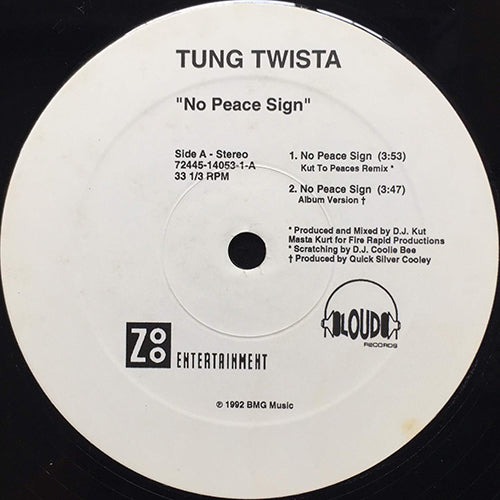 TUNG TWISTA
"No Peace Sign"
Side A - Stereo
72445-14053-1-A
33 1/3 RPM
1. No Peace Sign (3:53)
Kut To Peaces Remix *
2. No Peace Sign (3:47)
Album Version †
* Produced and Mixed by D.J. Kut
Masta Kurt for Fire Rapid Productions
* Scratching by D.J. Coolie Bee
† Produced by Quick Silver Cooley
LOUD
RECORDS
Zoo
ENTERTAINMENT
℗ 1992 BMG Music